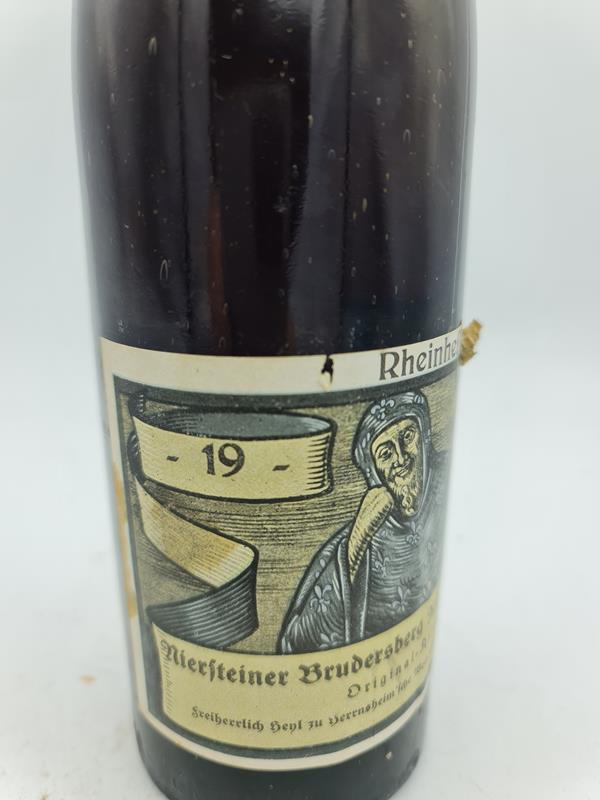 Rheinhe
- 19 -
Niersteiner Brudersberg
Original-
Freiherrlich Heyl zu Herrnsheim'sche